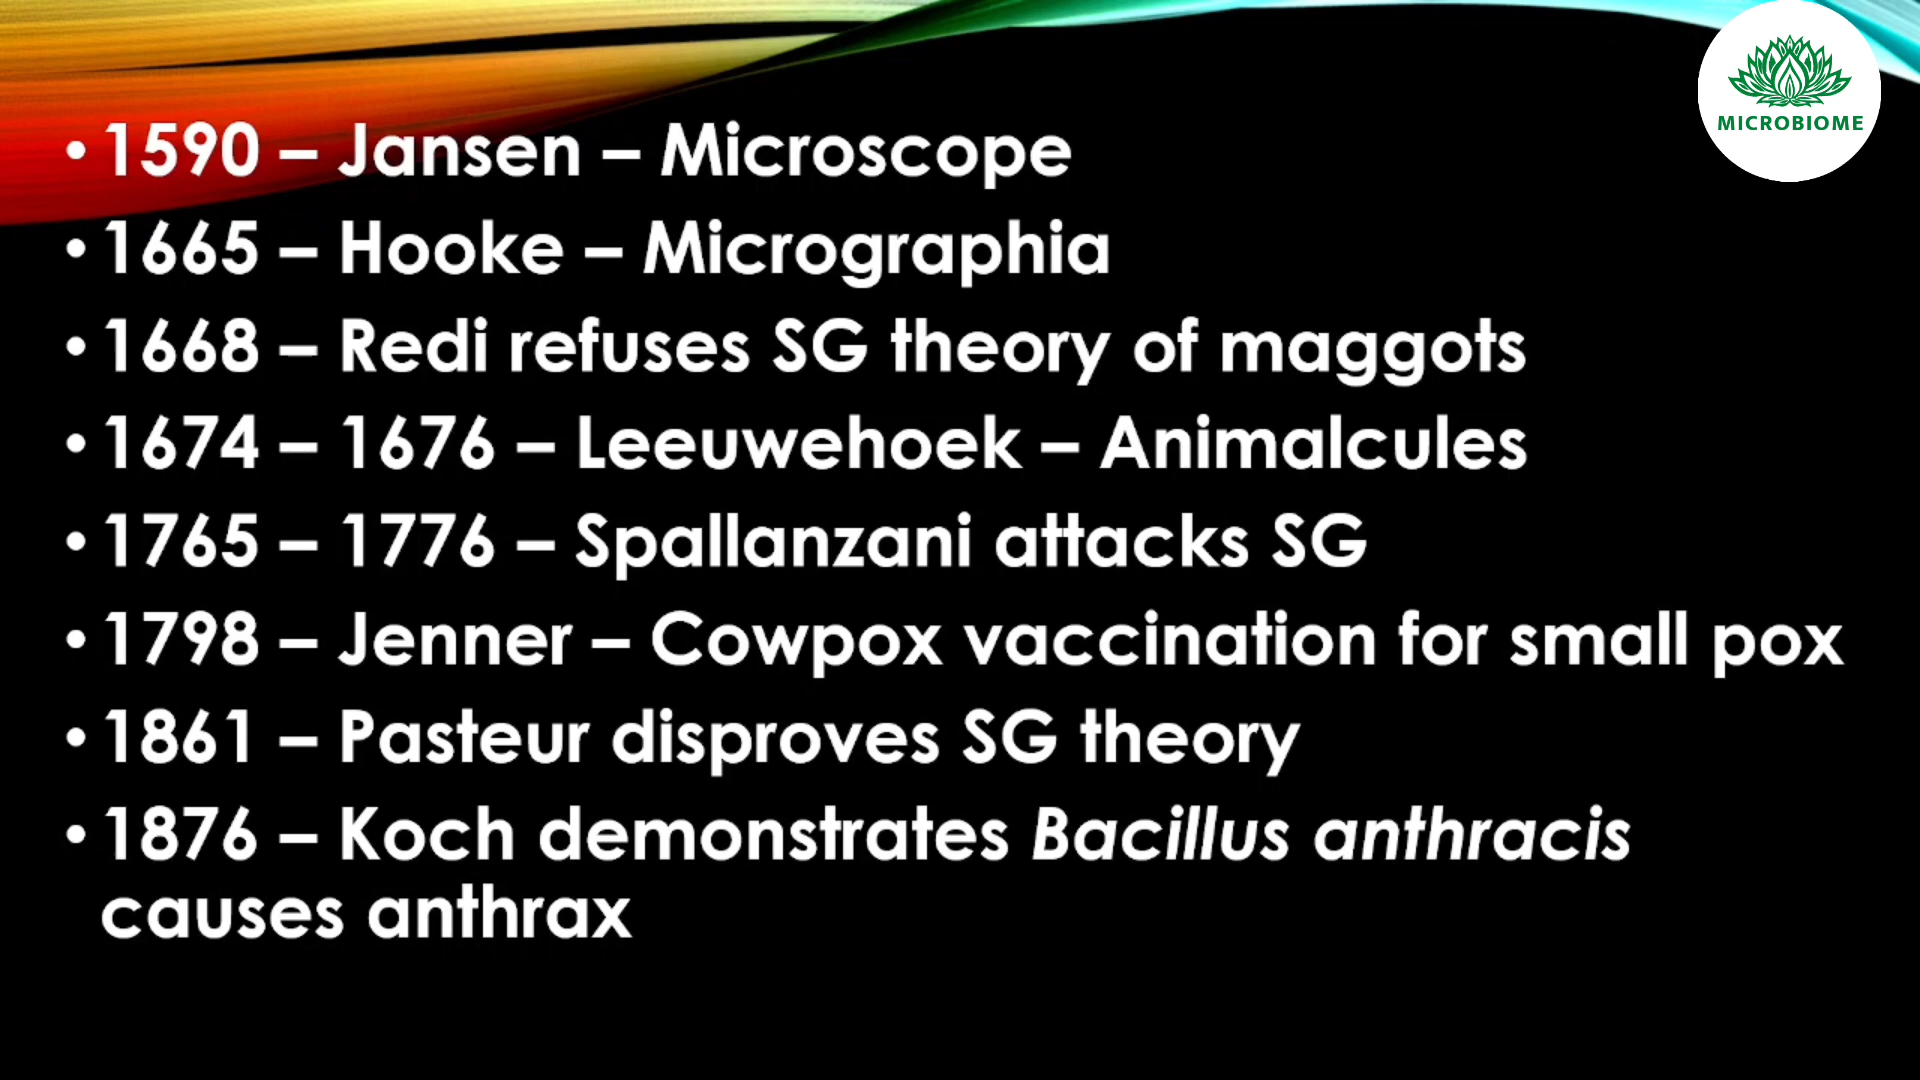 MICROBIOME
• 1590 – Jansen – Microscope
• 1665 – Hooke – Micrographia
• 1668 – Redi refuses SG theory of maggots
• 1674 – 1676 – Leeuwehoek – Animalcules
• 1765 – 1776 – Spallanzani attacks SG
• 1798 – Jenner – Cowpox vaccination for small pox
• 1861 – Pasteur disproves SG theory
• 1876 – Koch demonstrates Bacillus anthracis
causes anthrax